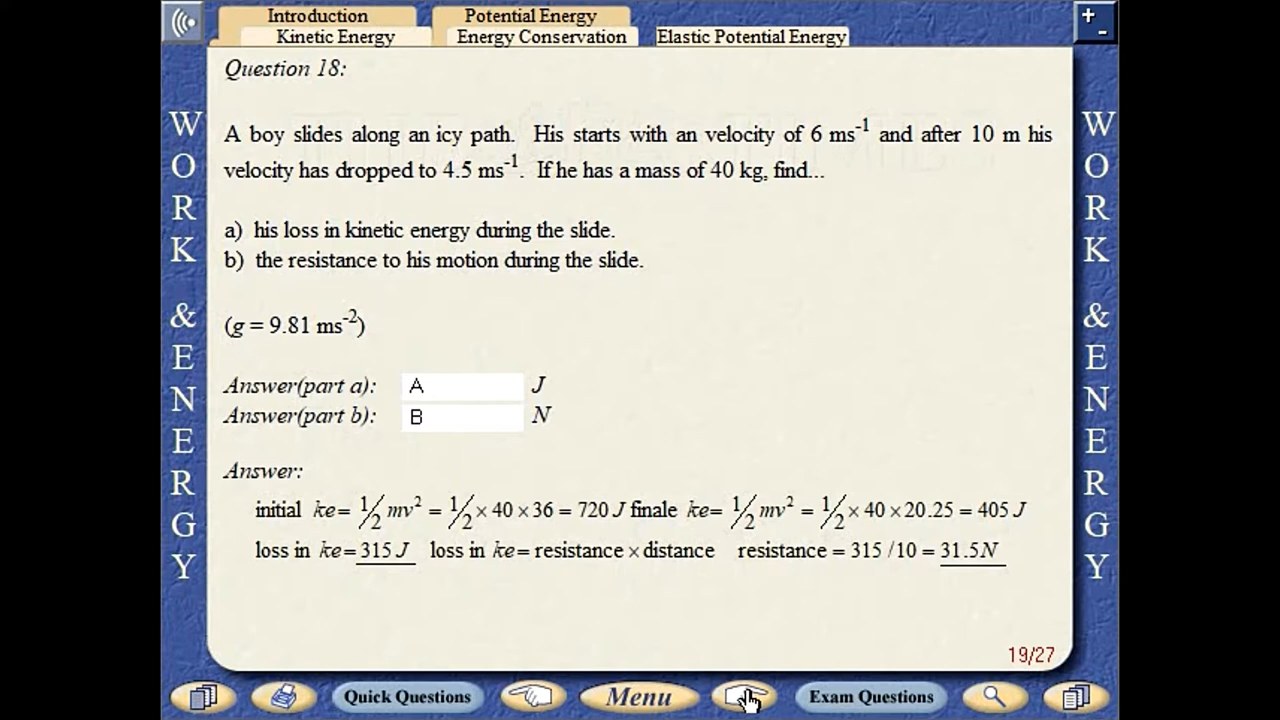 Introduction
Potential Energy
Kinetic Energy
Energy Conservation
Elastic Potential Energy
+
-
Question 18:
A boy slides along an icy path. His starts with an velocity of 6 ms⁻¹ and after 10 m his
velocity has dropped to 4.5 ms⁻¹. If he has a mass of 40 kg, find...
a) his loss in kinetic energy during the slide.
b) the resistance to his motion during the slide.
(g = 9.81 ms⁻²)
Answer(part a): A J
Answer(part b): B N
Answer:
initial ke= 1/2 mv² = 1/2 × 40 × 36 = 720 J finale ke= 1/2 mv² = 1/2 × 40 × 20.25 = 405 J
loss in ke= 315 J loss in ke= resistance × distance resistance = 315 /10 = 31.5N
19/27
WORK & ENERGY
WORK & ENERGY
Quick Questions
Menu
Exam Questions